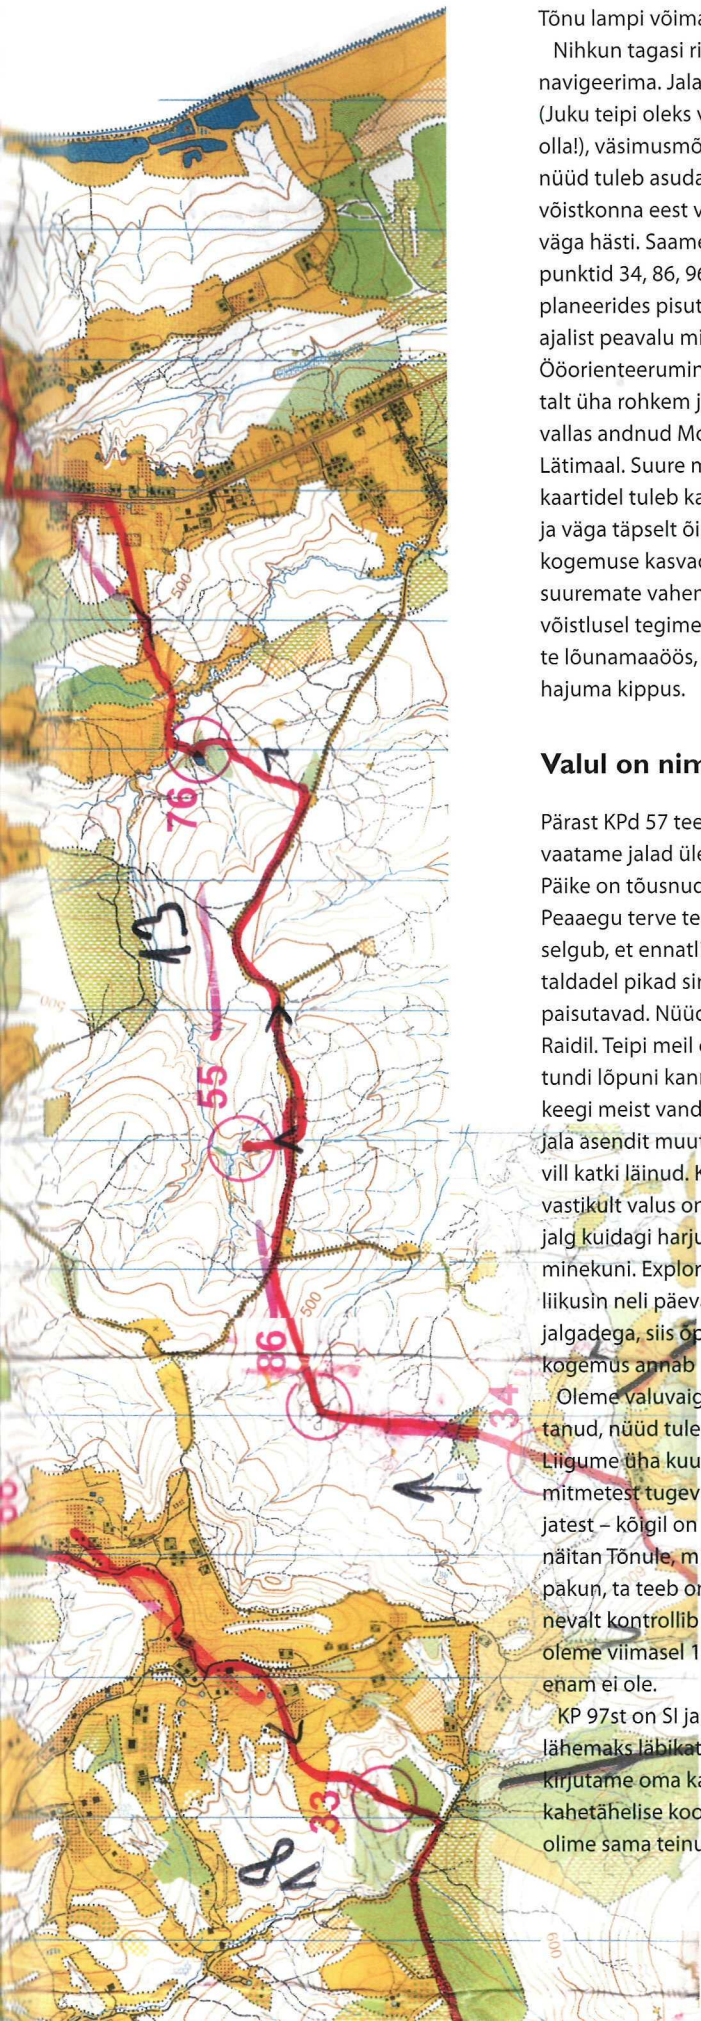 Tõnu lampi võima
Nihkun tagasi ri
navigeerima. Jala
(Juku teipi oleks v
olla!), väsimusmõ
nüüd tuleb asuda
võistkonna eest v
väga hästi. Saame
punktid 34, 86, 96
planeerides pisut
ajalist peavalu mi
Ööorienteerumin
talt üha rohkem j
vallas andnud Mo
Lätimaal. Suure m
kaartidel tuleb ka
ja väga täpselt õi
kogemuse kasvad
suuremate vahen
võistlusel tegime
te lõunamaaöös,
hajuma kippus.
Valul on nim
Pärast KPd 57 tee
vaatame jalad üle
Päike on tõusnud
Peaaegu terve te
selgub, et ennatli
taldadel pikad sin
paisutavad. Nüüd
Raidil. Teipi meil e
tundi lõpuni kann
keegi meist vand
jala asendit muut
vill katki läinud. K
vastikult valus on
jalg kuidagi harju
minekuni. Explor
liikusin neli päeva
jalgadega, siis õp
kogemus annab
Oleme valuvaig
tanud, nüüd tule
Liigume üha kuu
mitmetest tugev
jatest – kõigil on
näitan Tõnule, m
pakun, ta teeb or
nevalt kontrollib
oleme viimasel 1
enam ei ole.
KP 97st on SI ja
lähemaks läbikat
kirjutame oma ka
kahetähelise koo
olime sama teinu
500
76
13
500
55
86
500
34
33
18
600